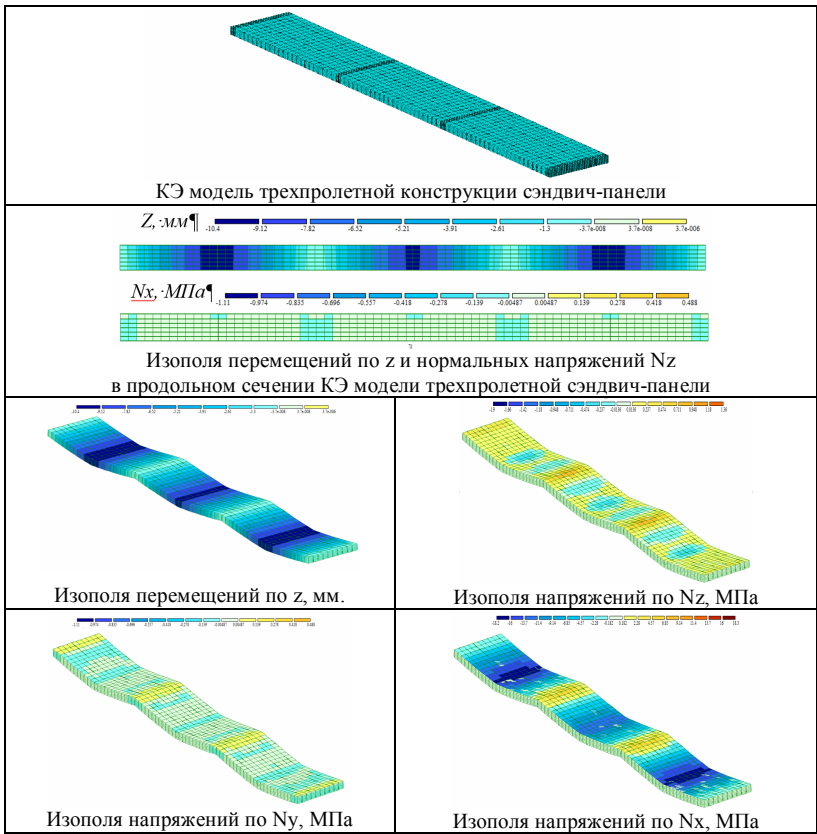 КЭ модель трехпролетной конструкции сэндвич-панели
Z,·мм¶
-10.4 -9.12 -7.82 -6.52 -5.21 -3.91 -2.61 -1.3 -3.7e-008 3.7e-008 3.7e-006
Nx,·МПа¶
-1.11 -0.974 -0.835 -0.696 -0.557 -0.418 -0.278 -0.139 -0.00487 0.00487 0.139 0.278 0.418 0.488
Изополя перемещений по z и нормальных напряжений Nz
в продольном сечении КЭ модели трехпролетной сэндвич-панели
Изополя перемещений по z, мм.
Изополя напряжений по Nz, МПа
Изополя напряжений по Ny, МПа
Изополя напряжений по Nx, МПа